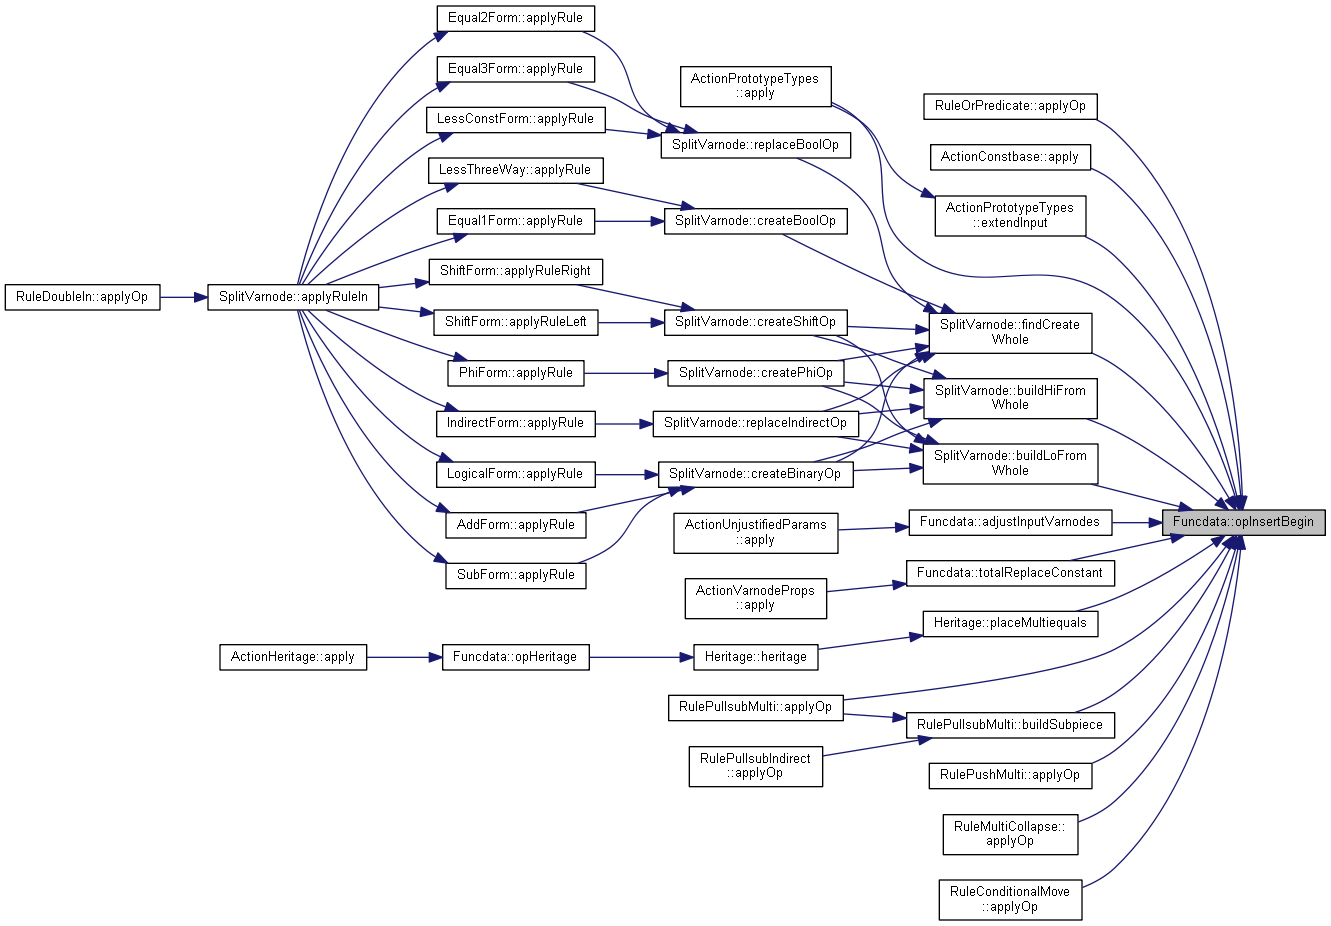 Equal2Form::applyRule
Equal3Form::applyRule
ActionPrototypeTypes
::apply
RuleOrPredicate::applyOp
LessConstForm::applyRule
SplitVarnode::replaceBoolOp
ActionConstbase::apply
LessThreeWay::applyRule
ActionPrototypeTypes
::extendInput
Equal1Form::applyRule
SplitVarnode::createBoolOp
ShiftForm::applyRuleRight
RuleDoubleIn::applyOp
SplitVarnode::applyRuleIn
ShiftForm::applyRuleLeft
SplitVarnode::createShiftOp
SplitVarnode::findCreate
Whole
PhiForm::applyRule
SplitVarnode::createPhiOp
SplitVarnode::buildHiFrom
Whole
IndirectForm::applyRule
SplitVarnode::replaceIndirectOp
SplitVarnode::buildLoFrom
Whole
LogicalForm::applyRule
SplitVarnode::createBinaryOp
AddForm::applyRule
ActionUnjustifiedParams
::apply
Funcdata::adjustInputVarnodes
Funcdata::opInsertBegin
SubForm::applyRule
Funcdata::totalReplaceConstant
ActionVarnodeProps
::apply
Heritage::placeMultiequals
ActionHeritage::apply
Funcdata::opHeritage
Heritage::heritage
RulePullsubMulti::applyOp
RulePullsubMulti::buildSubpiece
RulePullsubIndirect
::applyOp
RulePushMulti::applyOp
RuleMultiCollapse::
applyOp
RuleConditionalMove
::applyOp